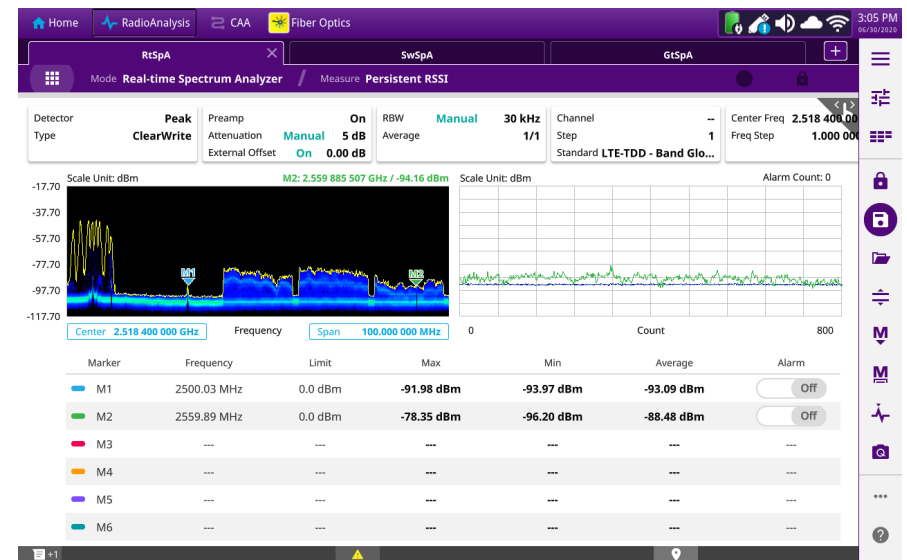 Home RadioAnalysis CAA Fiber Optics 3:05 PM
06/30/2020
RtSpA SwSpA GtSpA
Mode Real-time Spectrum Analyzer / Measure Persistent RSSI
Detector Peak Preamp On RBW Manual 30 kHz Channel -- Center Freq 2.518 400 00
Type ClearWrite Attenuation Manual 5 dB Average 1/1 Step 1 Freq Step 1.000 000
External Offset On 0.00 dB Standard LTE-TDD - Band Glo...
Scale Unit: dBm M2: 2.559 885 507 GHz / -94.16 dBm Scale Unit: dBm Alarm Count: 0
-17.70
-37.70
-57.70
-77.70
M1 M2
-97.70
-117.70
Center 2.518 400 000 GHz Frequency Span 100.000 000 MHz 0 Count 800
Marker Frequency Limit Max Min Average Alarm
M1 2500.03 MHz 0.0 dBm -91.98 dBm -93.97 dBm -93.09 dBm Off
M2 2559.89 MHz 0.0 dBm -78.35 dBm -96.20 dBm -88.48 dBm Off
M3 --- --- --- --- --- ---
M4 --- --- --- --- --- ---
M5 --- --- --- --- --- ---
M6 --- --- --- --- --- ---
+1
M
M